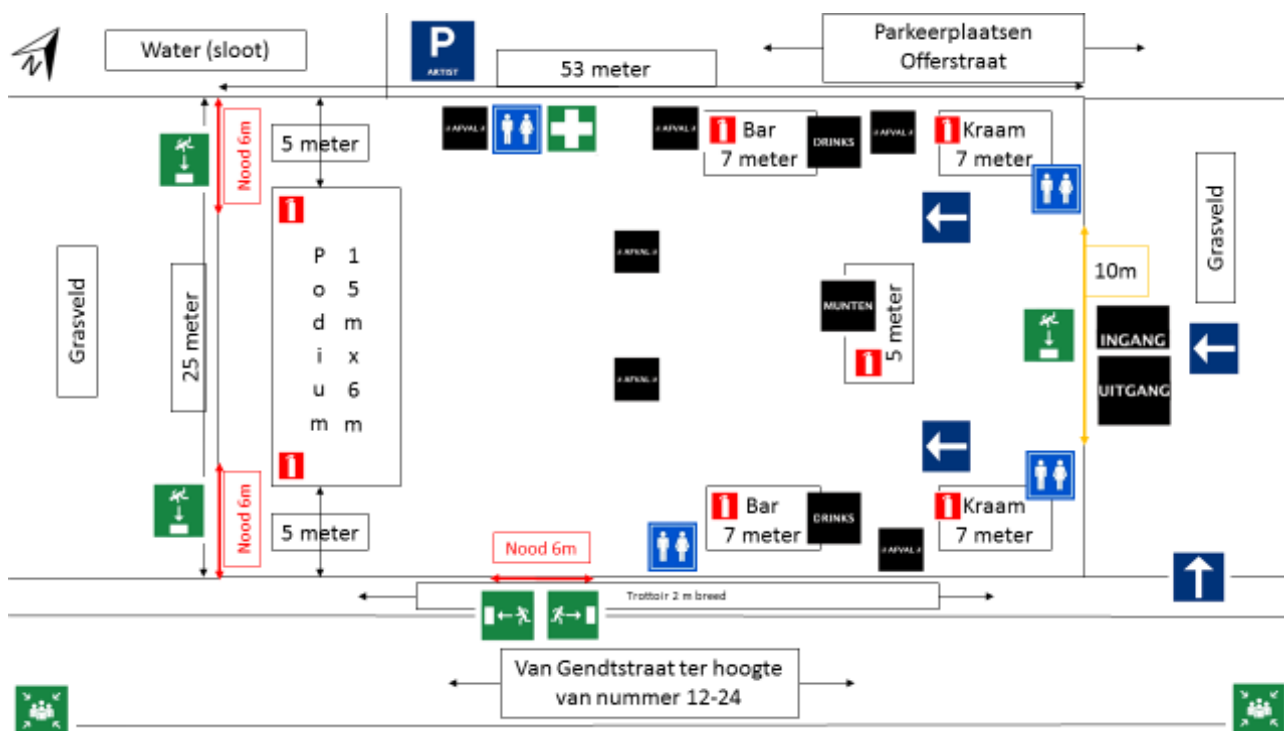 N
Water (sloot)
P
ARTIST
53 meter
Parkeerplaatsen
Offerstraat
Nood 6m
5 meter
# AFVAL #
# AFVAL #
Bar
7 meter
DRINKS
# AFVAL #
Kraam
7 meter
Grasveld
25 meter
Podium
15mx6m
# AFVAL #
# AFVAL #
MUNTEN
5 meter
10m
Grasveld
INGANG
UITGANG
Nood 6m
5 meter
Nood 6m
Bar
7 meter
DRINKS
# AFVAL #
Kraam
7 meter
Trottoir 2 m breed
Van Gendtstraat ter hoogte
van nummer 12-24